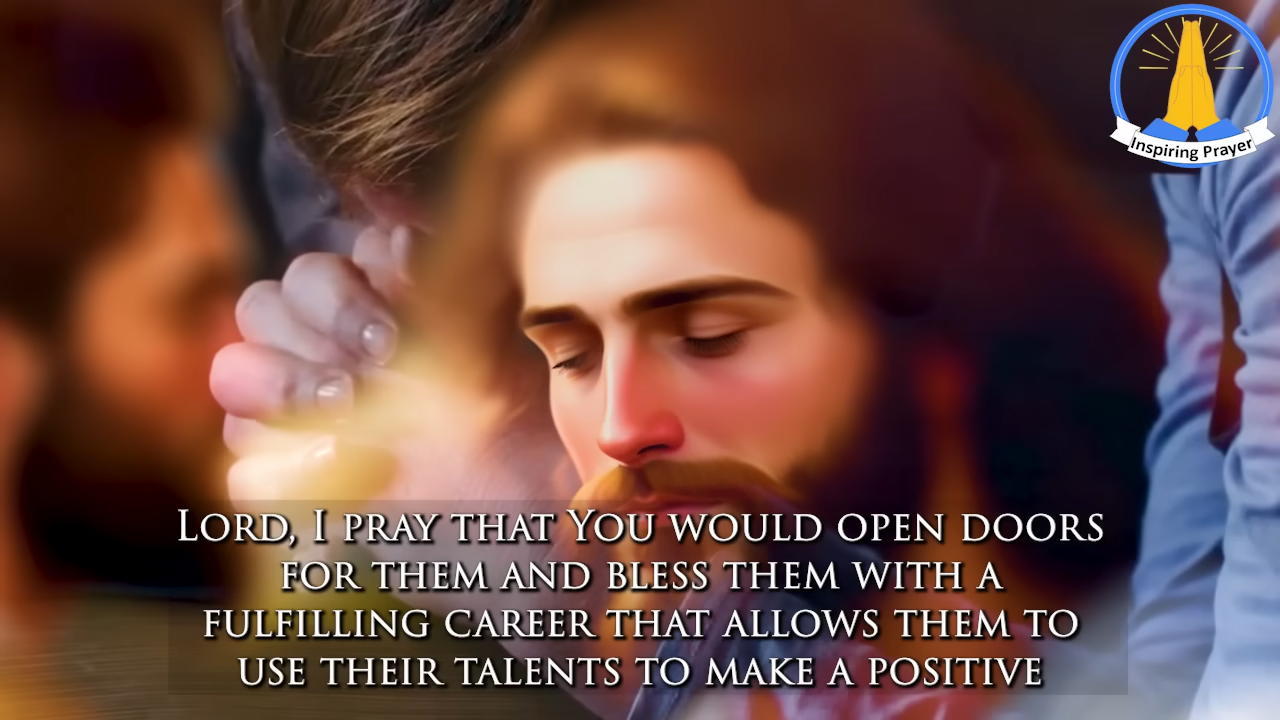 Inspiring Prayer
Lord, I pray that You would open doors
for them and bless them with a
fulfilling career that allows them to
use their talents to make a positive